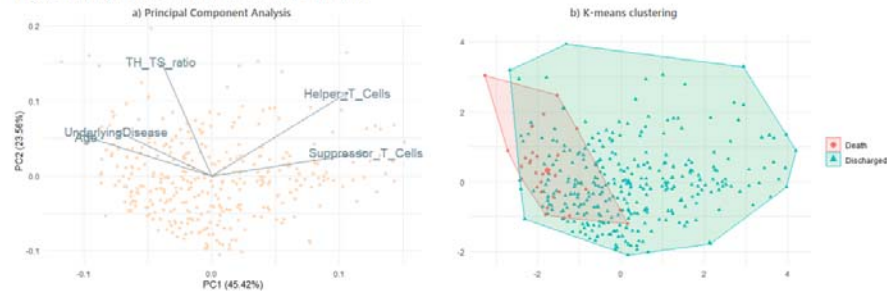 a) Principal Component Analysis
0.2
0.1
0.0
-0.1
PC2 (23.56%)
TH_TS_ratio
Helper_T_Cells
UnderlyingDisease
Age
Suppressor_T_Cells
-0.1
0.0
0.1
PC1 (45.42%)
b) K-means clustering
4
2
0
-2
-2
0
2
4
Death
Discharged